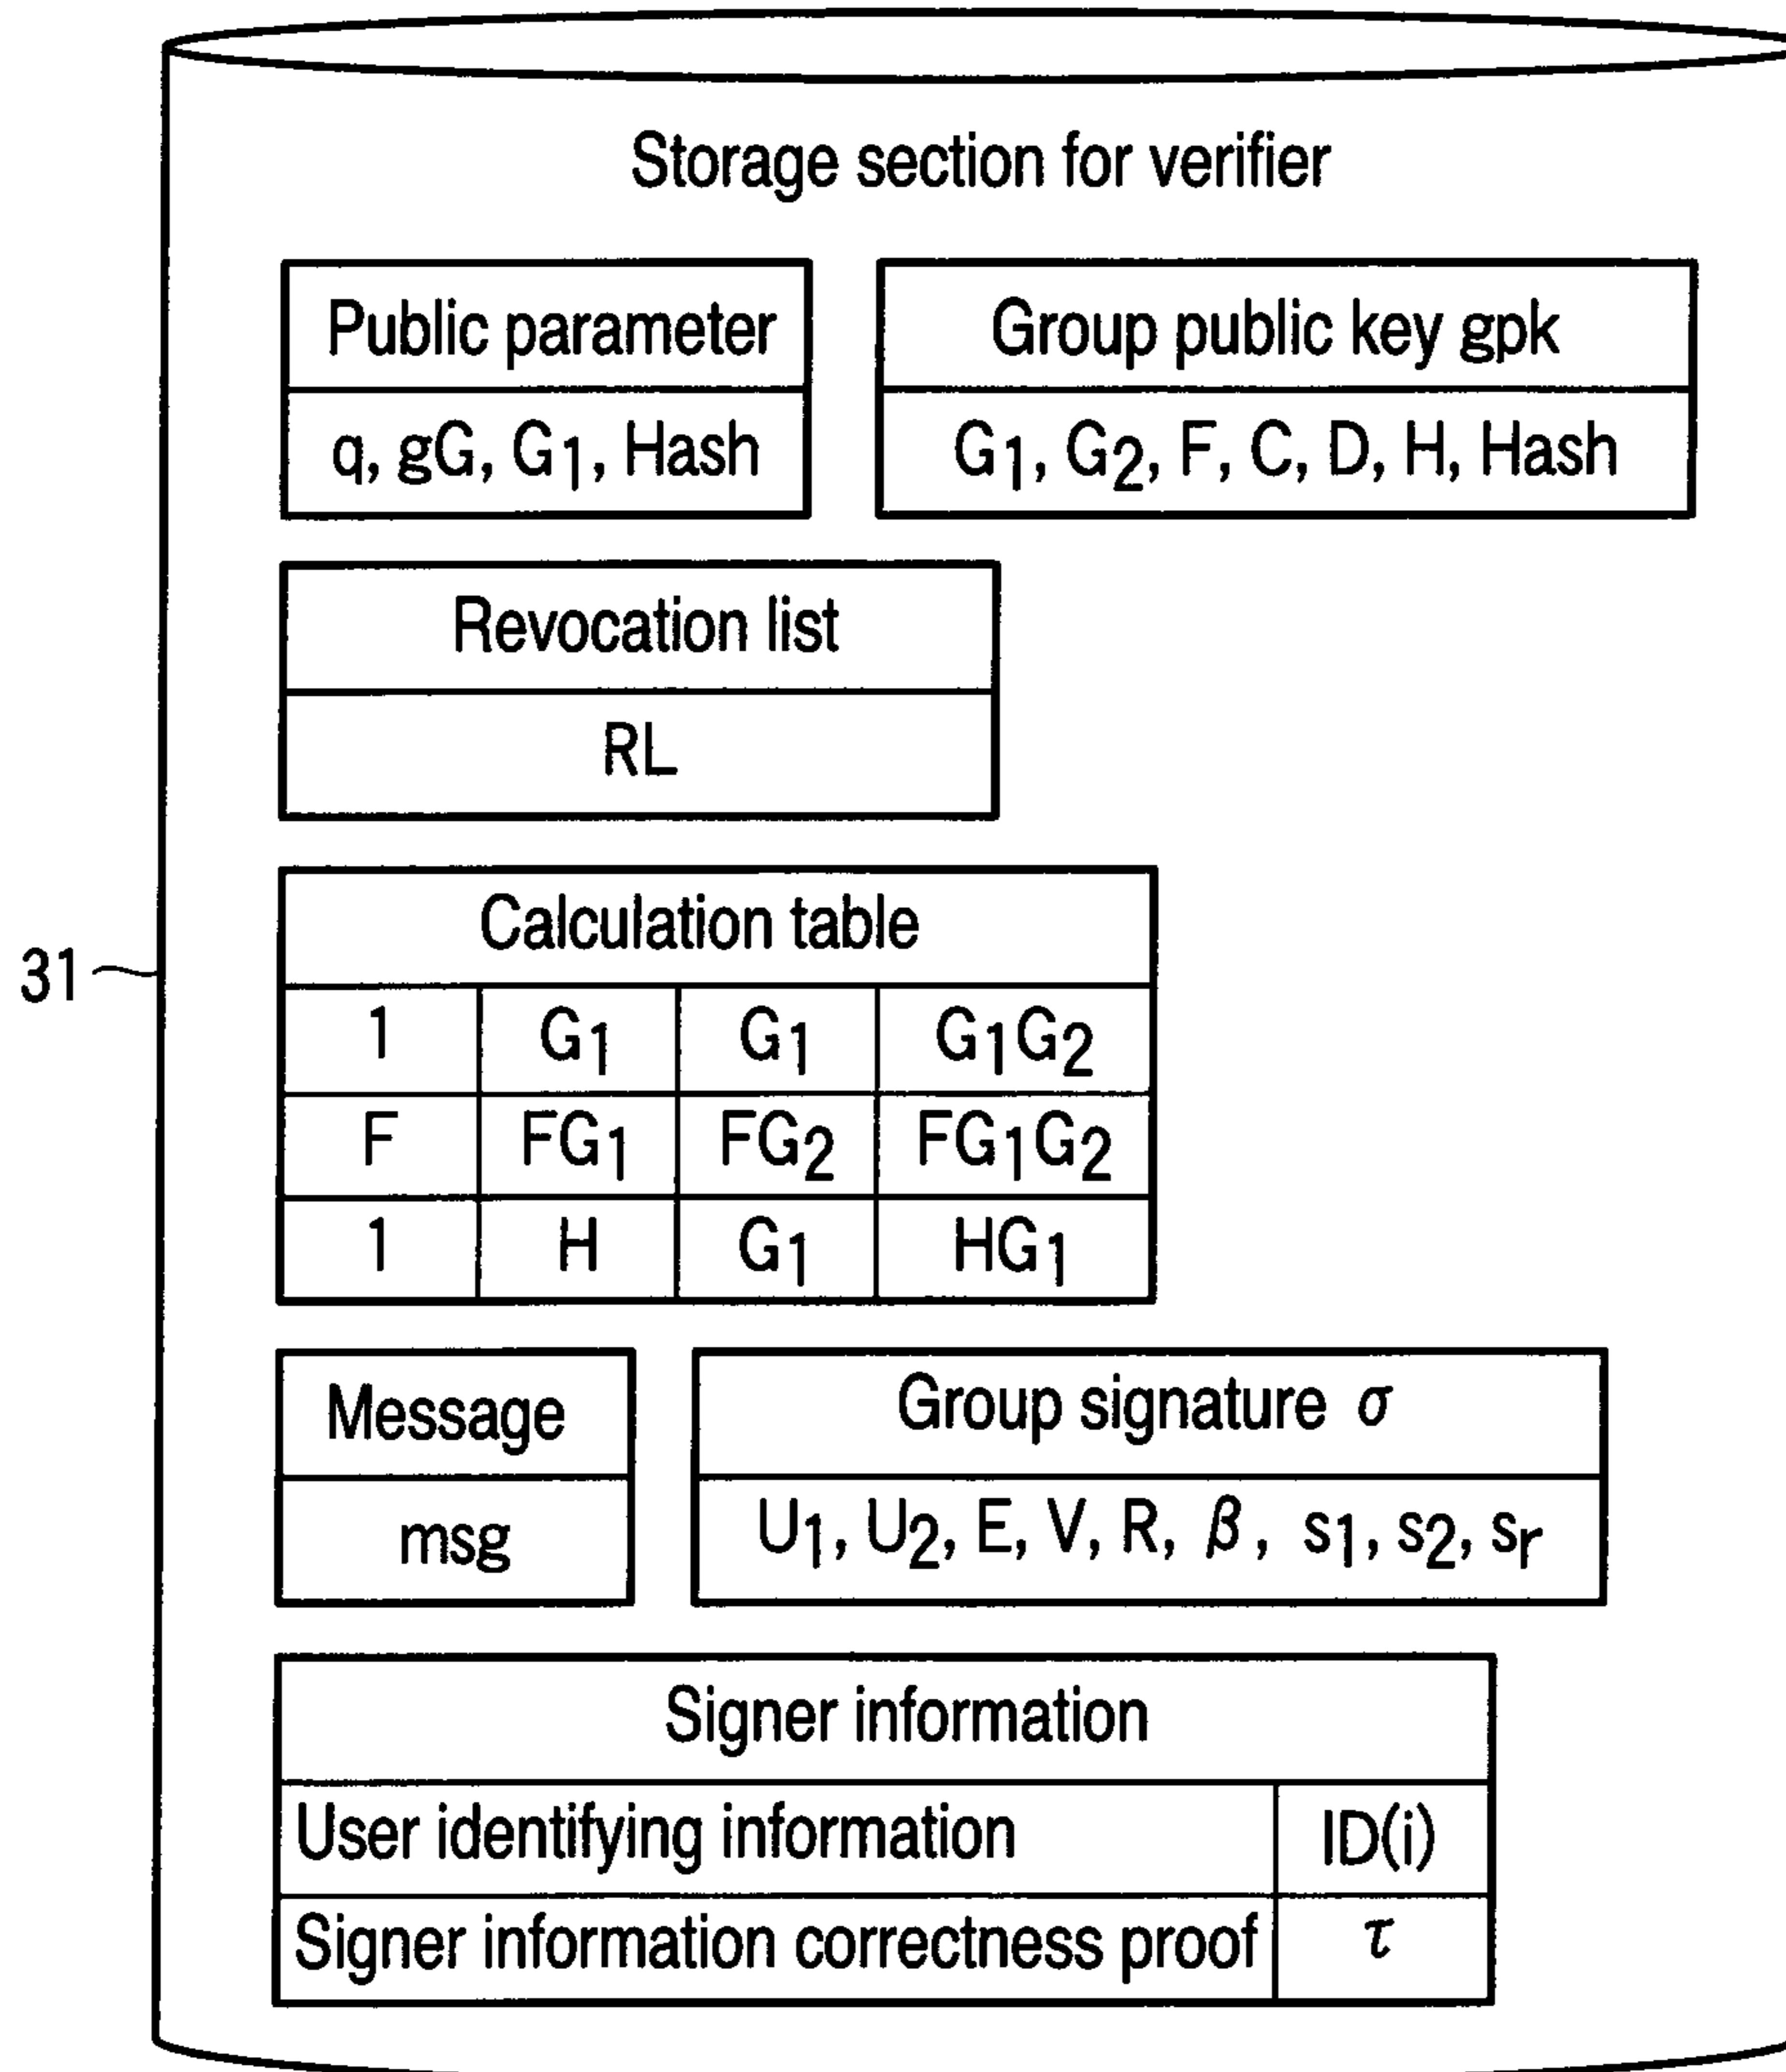 Storage section for verifier
Public parameter
q, gG, G1, Hash
Group public key gpk
G1, G2, F, C, D, H, Hash
Revocation list
RL
31
Calculation table
1 G1 G1 G1G2
F FG1 FG2 FG1G2
1 H G1 HG1
Message
msg
Group signature σ
U1, U2, E, V, R, β, s1, s2, sr
Signer information
User identifying information ID(i)
Signer information correctness proof τ